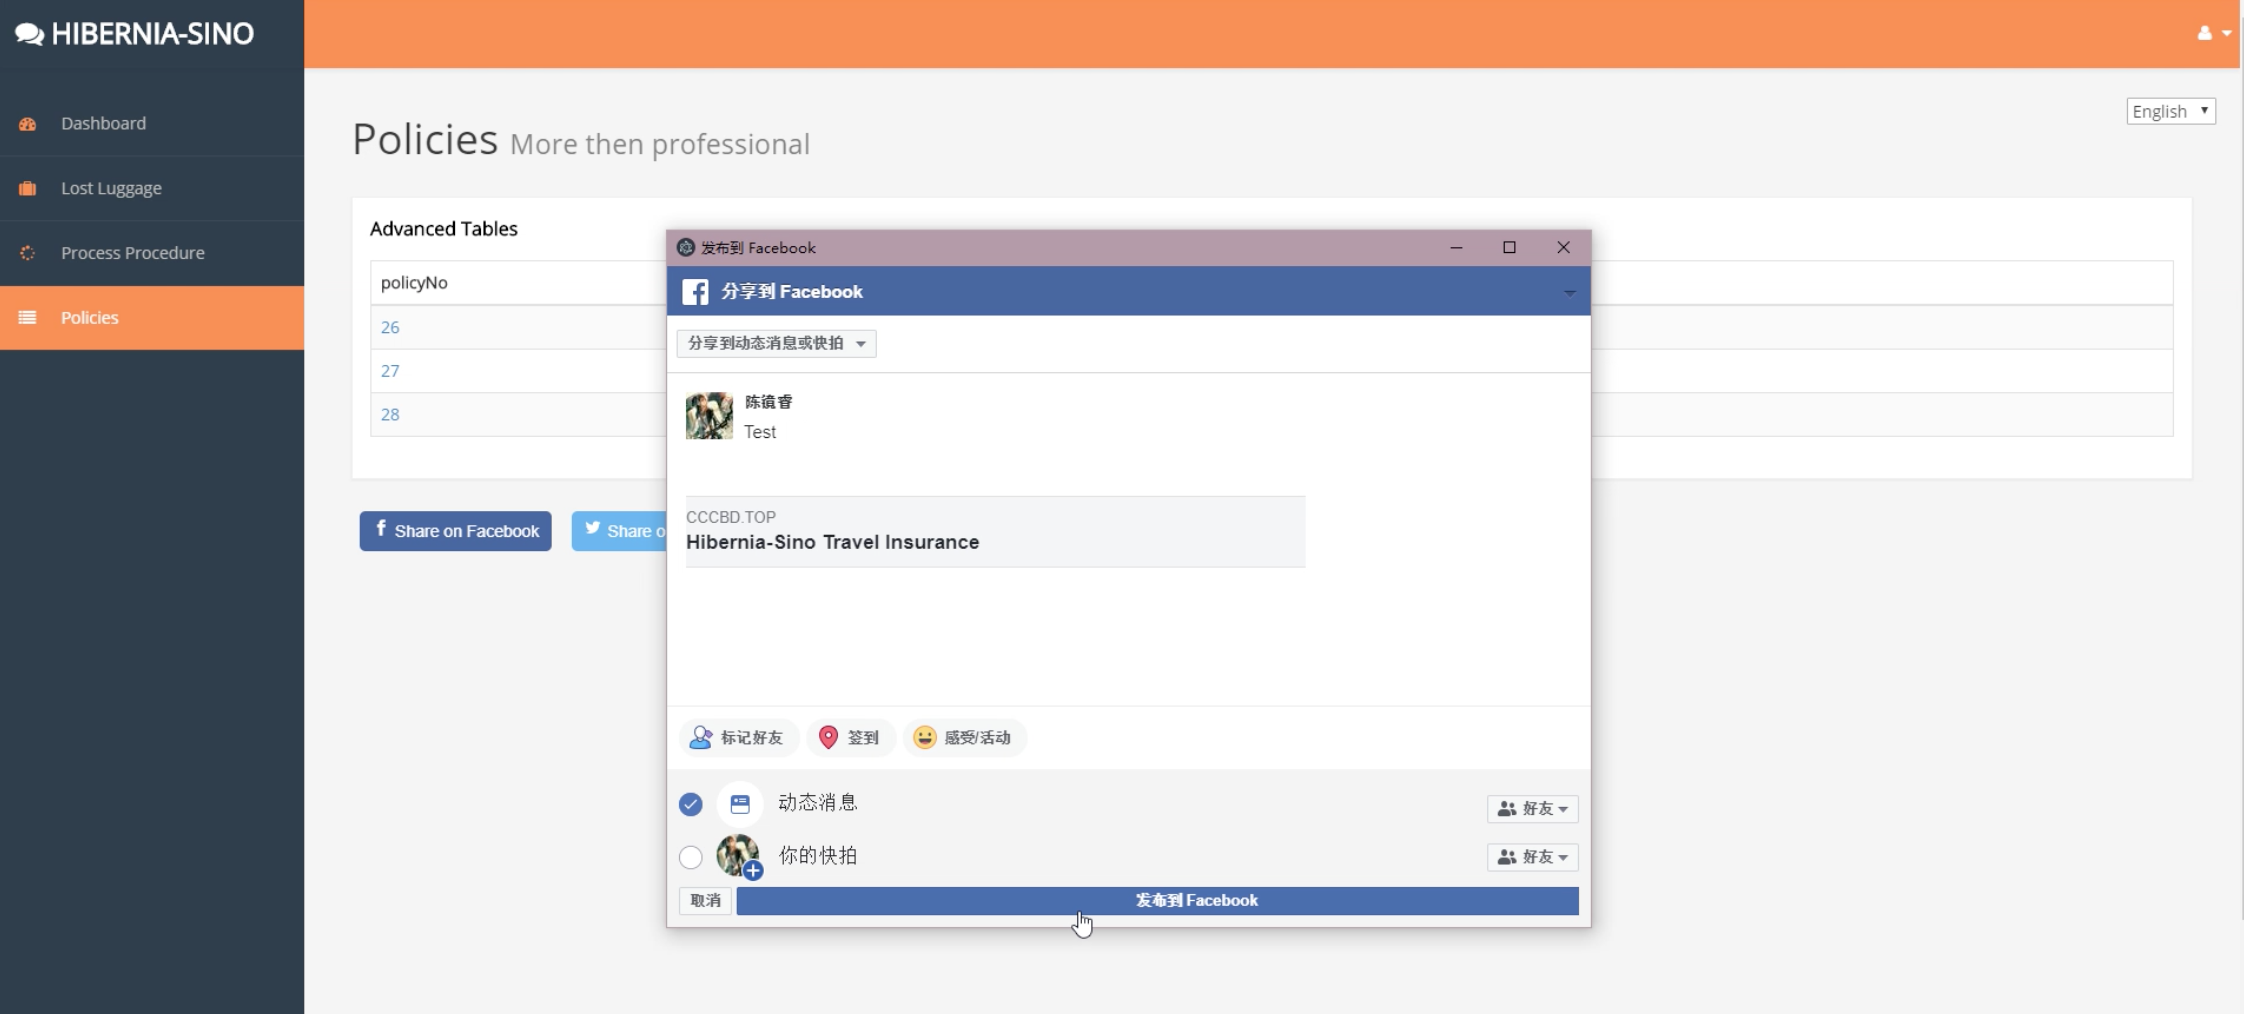 HIBERNIA-SINO
Dashboard
Lost Luggage
Process Procedure
Policies
English
Policies More then professional
Advanced Tables
policyNo
26
27
28
Share on Facebook
Share o
发布到 Facebook
分享到 Facebook
分享到动态消息或快拍
陈镜睿
Test
CCCBD.TOP
Hibernia-Sino Travel Insurance
标记好友 签到 感受/活动
动态消息 好友
你的快拍 好友
取消 发布到 Facebook